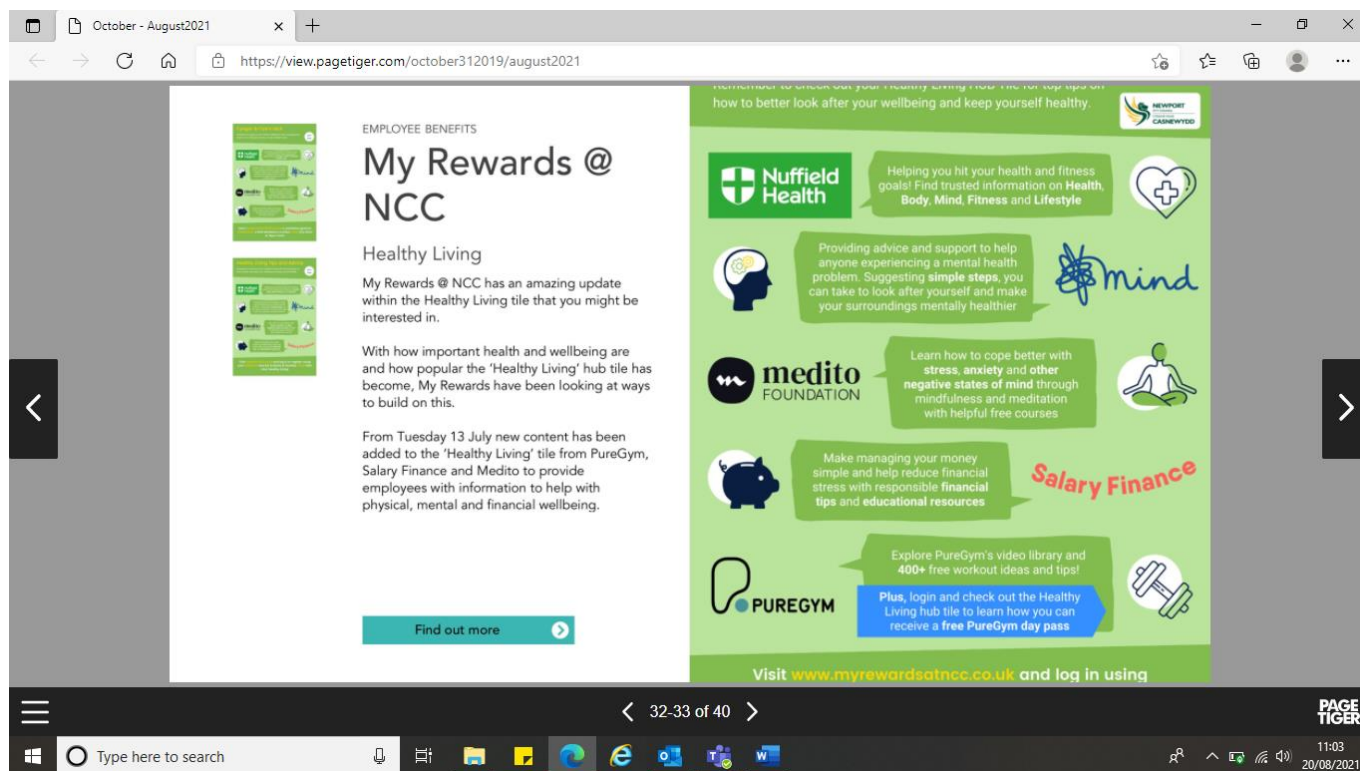 October - August2021
https://view.pagetiger.com/october312019/august2021
EMPLOYEE BENEFITS
My Rewards @
NCC
Healthy Living
My Rewards @ NCC has an amazing update
within the Healthy Living tile that you might be
interested in.
With how important health and wellbeing are
and how popular the ‘Healthy Living’ hub tile has
become, My Rewards have been looking at ways
to build on this.
From Tuesday 13 July new content has been
added to the ‘Healthy Living’ tile from PureGym,
Salary Finance and Medito to provide
employees with information to help with
physical, mental and financial wellbeing.
Find out more
Remember to check out your Healthy Living HUB Tile for top tips on
how to better look after your wellbeing and keep yourself healthy.
NEWPORT
CASNEWYDD
Nuffield
Health
Helping you hit your health and fitness
goals! Find trusted information on Health,
Body, Mind, Fitness and Lifestyle
Providing advice and support to help
anyone experiencing a mental health
problem. Suggesting simple steps, you
can take to look after yourself and make
your surroundings mentally healthier
mind
medito
FOUNDATION
Learn how to cope better with
stress, anxiety and other
negative states of mind through
mindfulness and meditation
with helpful free courses
Make managing your money
simple and help reduce financial
stress with responsible financial
tips and educational resources
Salary Finance
PUREGYM
Explore PureGym's video library and
400+ free workout ideas and tips!
Plus, login and check out the Healthy
Living hub tile to learn how you can
receive a free PureGym day pass
Visit www.myrewardsatncc.co.uk and log in using
32-33 of 40
PAGE
TIGER
Type here to search
11:03
20/08/2021